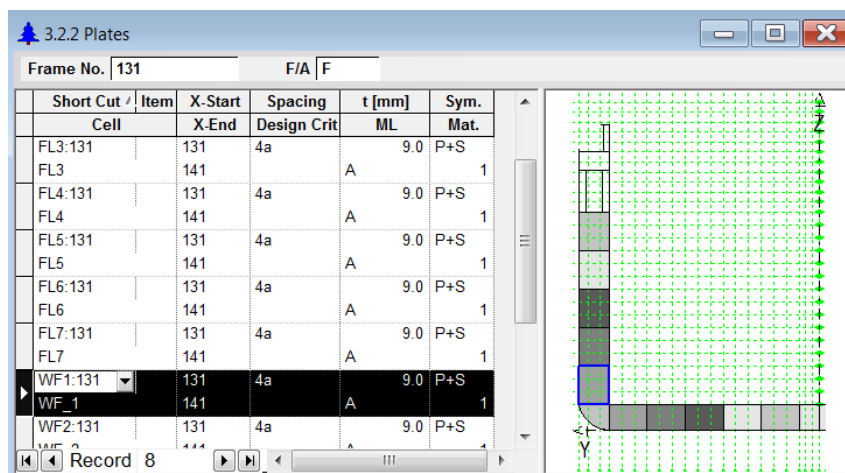 3.2.2 Plates
Frame No. 131 F/A F
Short Cut Item X-Start Spacing t [mm] Sym.
Cell X-End Design Crit ML Mat.
FL3:131 131 4a 9.0 P+S
FL3 141 A 1
FL4:131 131 4a 9.0 P+S
FL4 141 A 1
FL5:131 131 4a 9.0 P+S
FL5 141 A 1
FL6:131 131 4a 9.0 P+S
FL6 141 A 1
FL7:131 131 4a 9.0 P+S
FL7 141 A 1
WF1:131 131 4a 9.0 P+S
WF_1 141 A 1
WF2:131 131 4a 9.0 P+S
Record 8
Z
Y